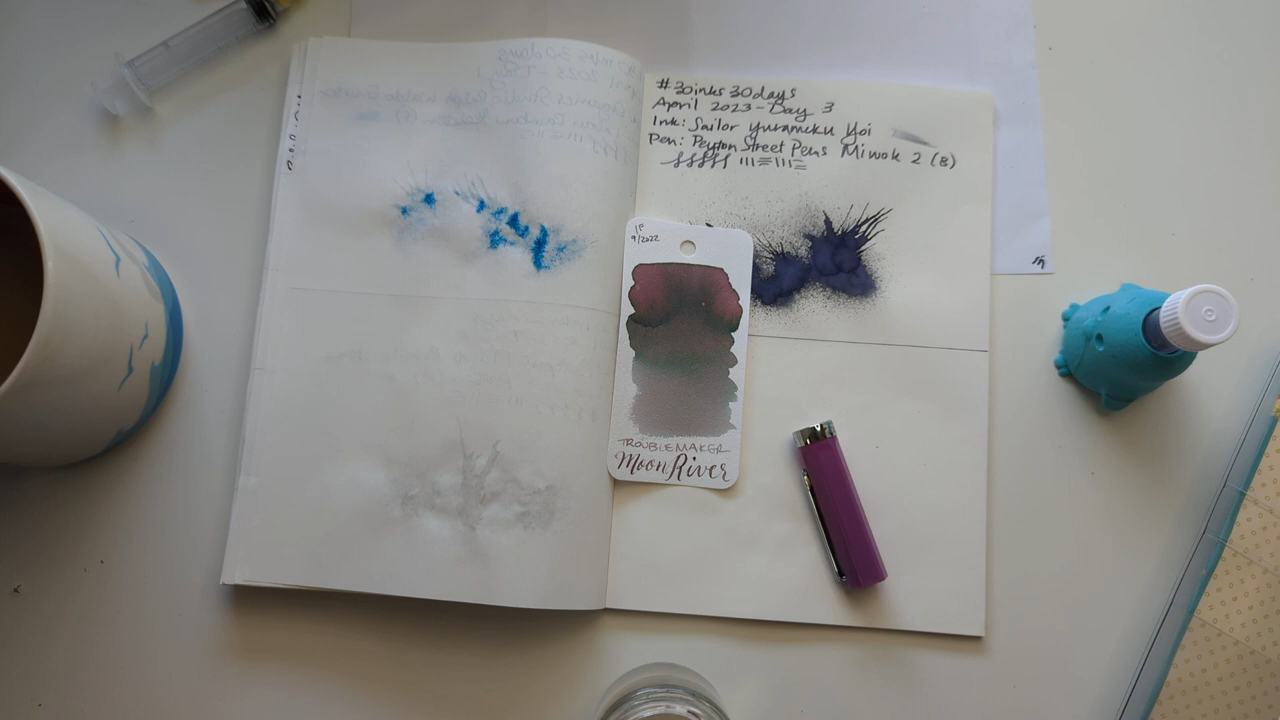 #30inks30days
April 2023-Day 3
Ink: Sailor Yurameku Yoi
Pen: Peyton Street Pens Miwok 2 (B)
9/2022
TROUBLEMAKER
Moon River